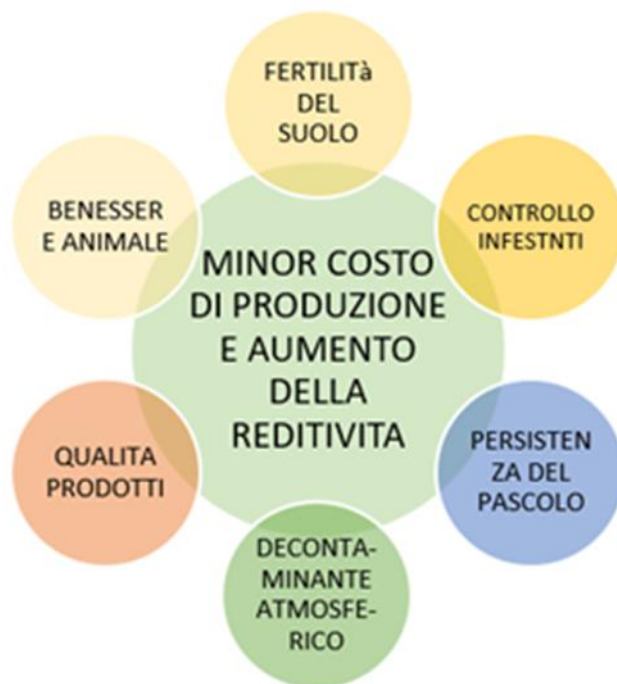 FERTILITà
DEL
SUOLO
CONTROLLO
INFESTNTI
PERSISTEN
ZA DEL
PASCOLO
DECONTA-
MINANTE
ATMOSFE-
RICO
QUALITA
PRODOTTI
BENESSER
E ANIMALE
MINOR COSTO
DI PRODUZIONE
E AUMENTO
DELLA
REDITIVITA